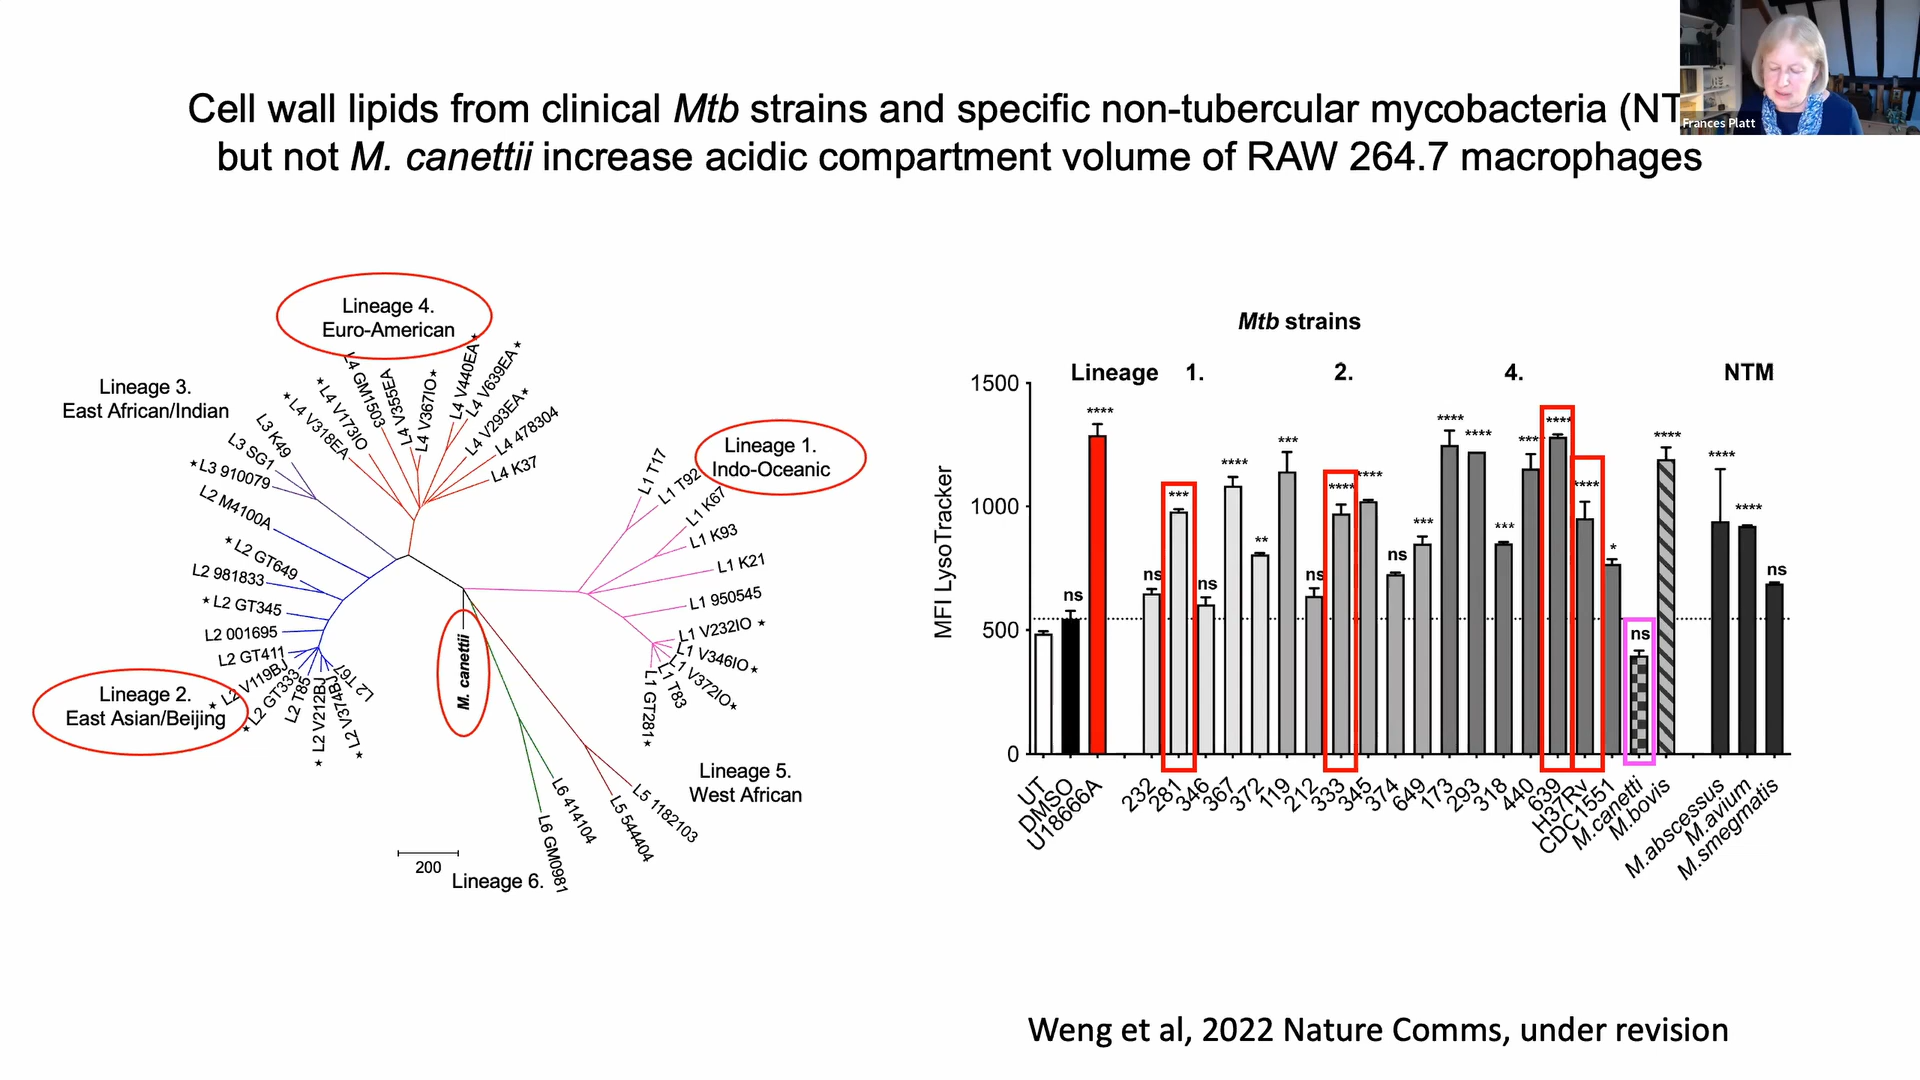 Cell wall lipids from clinical Mtb strains and specific non-tubercular mycobacteria (NT
but not M. canettii increase acidic compartment volume of RAW 264.7 macrophages
Frances Platt
Lineage 4.
Euro-American
Lineage 3.
East African/Indian
Lineage 1.
Indo-Oceanic
Lineage 2.
East Asian/Beijing
Lineage 5.
West African
Lineage 6.
M. canettii
200
L3 K49
L3 SG1
★L3 910079
★L4 V318EA
★L4 V173IO
L4 GM1503
L4 V355EA
L4 V367IO★
L4 V440EA★
L4 V639EA★
L4 V293EA★
L4 478304
L4 K37
L2 M4100A
★L2 GT649
L2 981833
★L2 GT345
L2 001695
L2 GT411
★L2 V119BJ
★L2 GT333
L2 T85
★L2 V212BJ
★L2 V374BJ
L2 T67
L1 T17
L1 T92
L1 K67
L1 K93
L1 K21
L1 950545
L1 V232IO ★
L1 V346IO★
L1 V372IO★
L1 T83
L1 GT281★
L6 414104
L6 GM0981
L5 1182103
L5 544404
Mtb strains
Lineage 1. 2. 4. NTM
MFI LysoTracker
1500
1000
500
0
ns
****
ns
***
ns
****
**
***
ns
****
****
ns
***
****
****
***
****
****
****
*
ns
****
****
****
ns
UT
DMSO
U18666A
232
281
346
367
372
119
212
333
345
374
649
173
293
318
440
639
H37Rv
CDC1551
M.canetti
M.bovis
M.abscessus
M.avium
M.smegmatis
Weng et al, 2022 Nature Comms, under revision